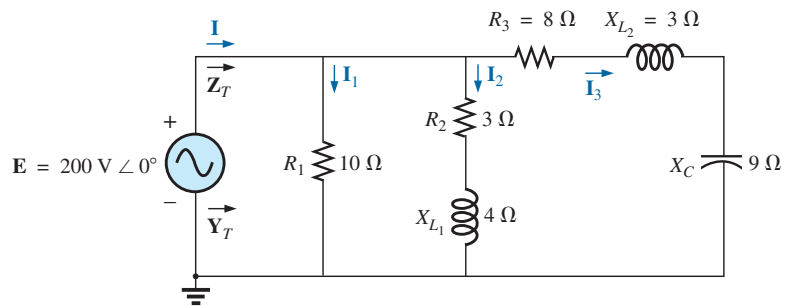 R3 = 8 Ω XL2 = 3 Ω
I
ZT
I1
I2
I3
+
E = 200 V ∠ 0°
−
YT
R1 10 Ω
R2 3 Ω
XL1 4 Ω
XC 9 Ω